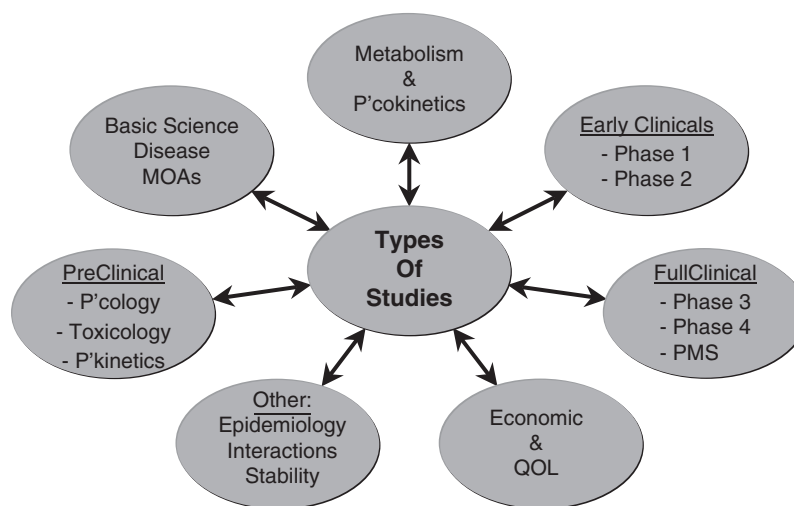 Metabolism
&
P'cokinetics
Basic Science
Disease
MOAs
Early Clinicals
- Phase 1
- Phase 2
Types
Of
Studies
PreClinical
- P'cology
- Toxicology
- P'kinetics
FullClinical
- Phase 3
- Phase 4
- PMS
Other:
Epidemiology
Interactions
Stability
Economic
&
QOL